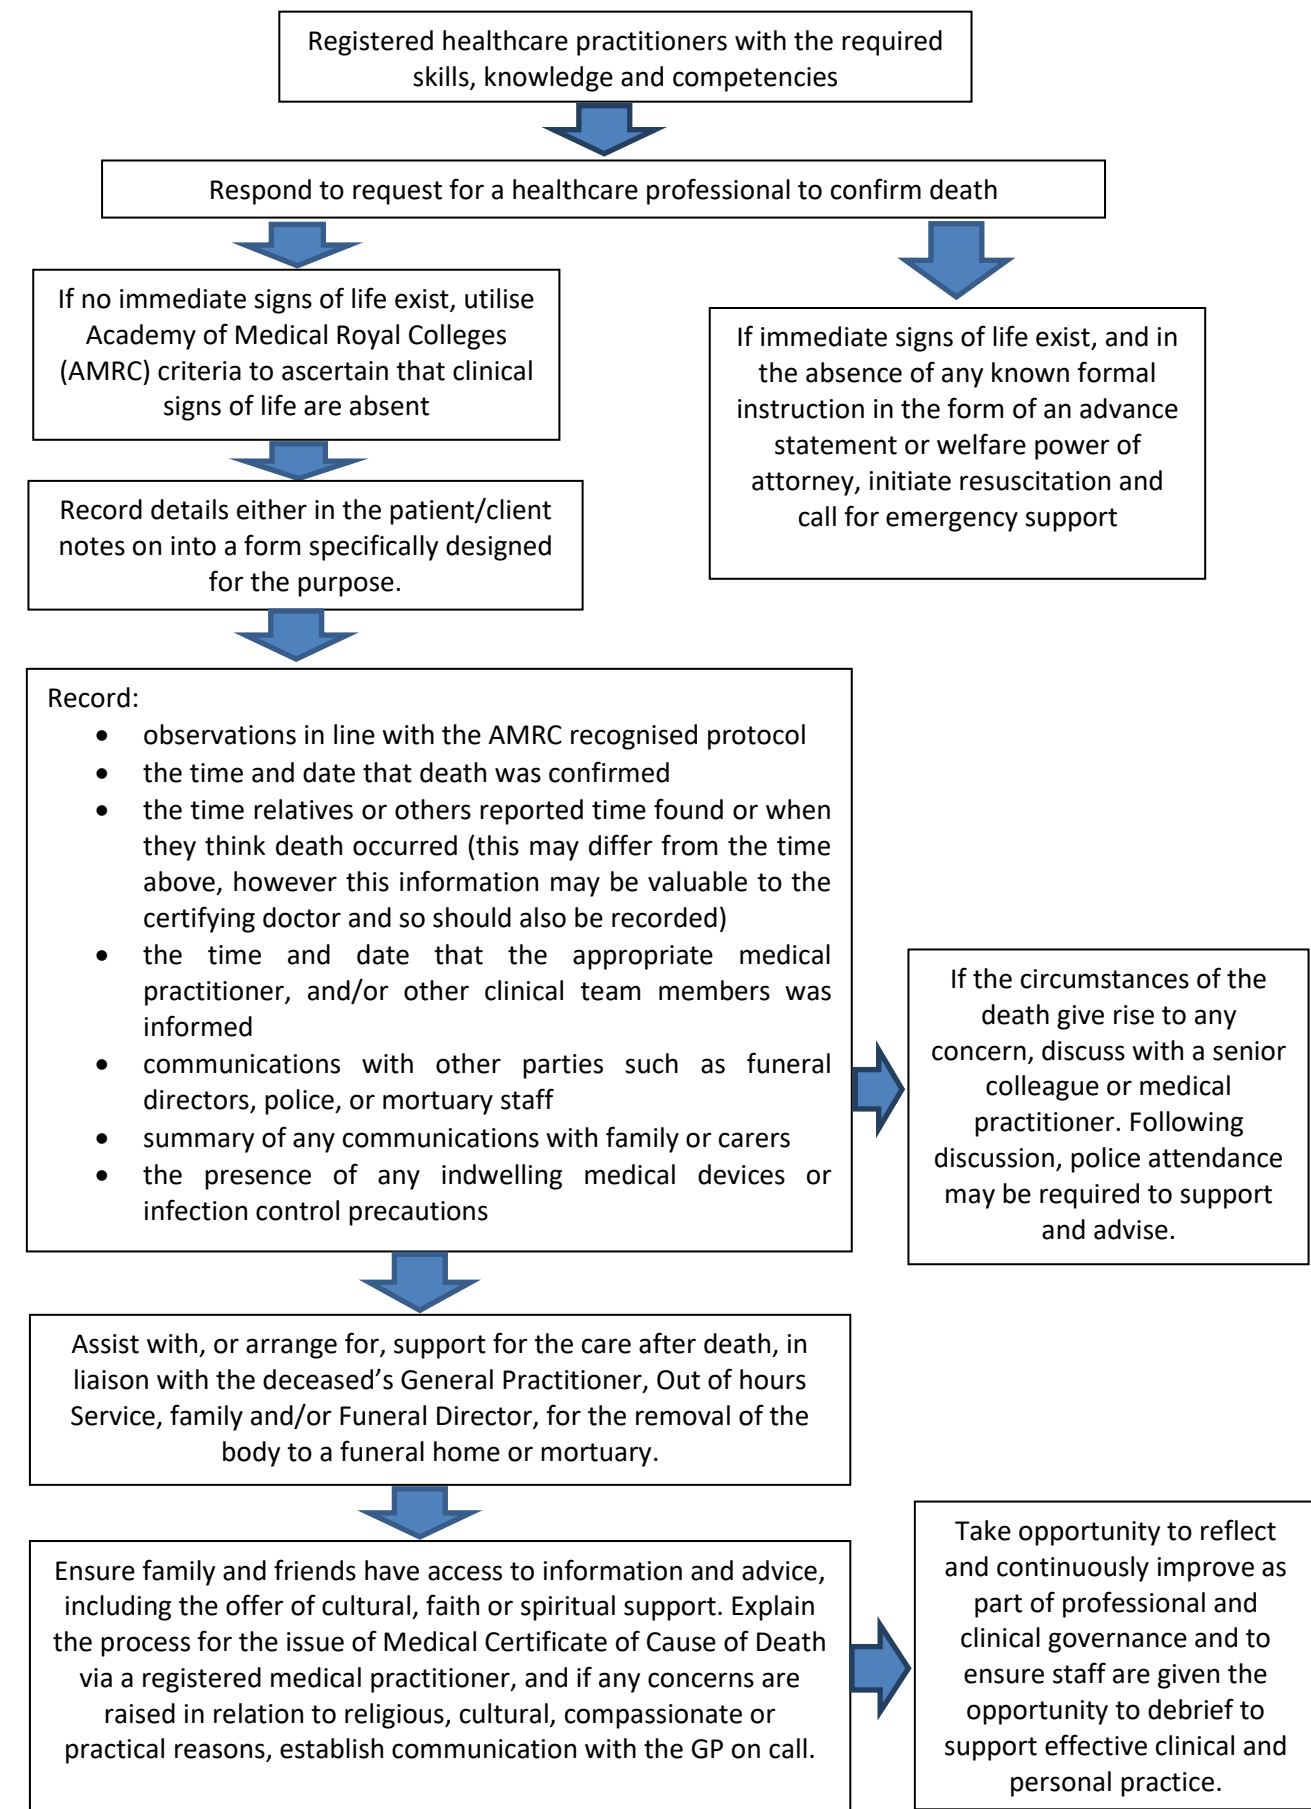 Registered healthcare practitioners with the required
skills, knowledge and competencies
Respond to request for a healthcare professional to confirm death
If no immediate signs of life exist, utilise
Academy of Medical Royal Colleges
(AMRC) criteria to ascertain that clinical
signs of life are absent
If immediate signs of life exist, and in
the absence of any known formal
instruction in the form of an advance
statement or welfare power of
attorney, initiate resuscitation and
call for emergency support
Record details either in the patient/client
notes on into a form specifically designed
for the purpose.
Record:
• observations in line with the AMRC recognised protocol
• the time and date that death was confirmed
• the time relatives or others reported time found or when
they think death occurred (this may differ from the time
above, however this information may be valuable to the
certifying doctor and so should also be recorded)
• the time and date that the appropriate medical
practitioner, and/or other clinical team members was
informed
• communications with other parties such as funeral
directors, police, or mortuary staff
• summary of any communications with family or carers
• the presence of any indwelling medical devices or
infection control precautions
If the circumstances of the
death give rise to any
concern, discuss with a senior
colleague or medical
practitioner. Following
discussion, police attendance
may be required to support
and advise.
Assist with, or arrange for, support for the care after death, in
liaison with the deceased’s General Practitioner, Out of hours
Service, family and/or Funeral Director, for the removal of the
body to a funeral home or mortuary.
Ensure family and friends have access to information and advice,
including the offer of cultural, faith or spiritual support. Explain
the process for the issue of Medical Certificate of Cause of Death
via a registered medical practitioner, and if any concerns are
raised in relation to religious, cultural, compassionate or
practical reasons, establish communication with the GP on call.
Take opportunity to reflect
and continuously improve as
part of professional and
clinical governance and to
ensure staff are given the
opportunity to debrief to
support effective clinical and
personal practice.